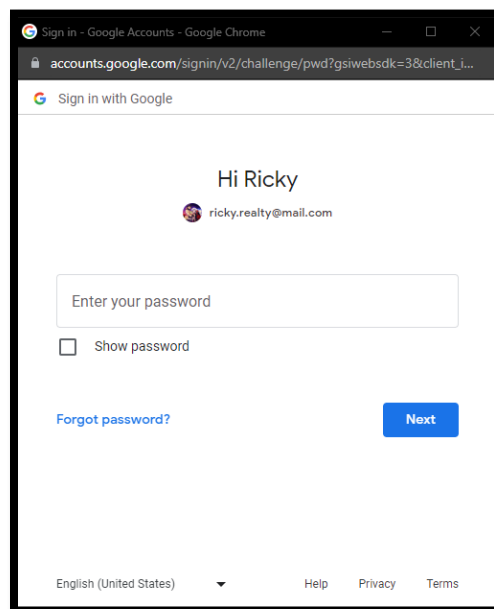 Sign in - Google Accounts - Google Chrome
accounts.google.com/signin/v2/challenge/pwd?gsiwebsdk=3&client_i...
Sign in with Google
Hi Ricky
ricky.realty@mail.com
Enter your password
Show password
Forgot password? Next
English (United States) Help Privacy Terms